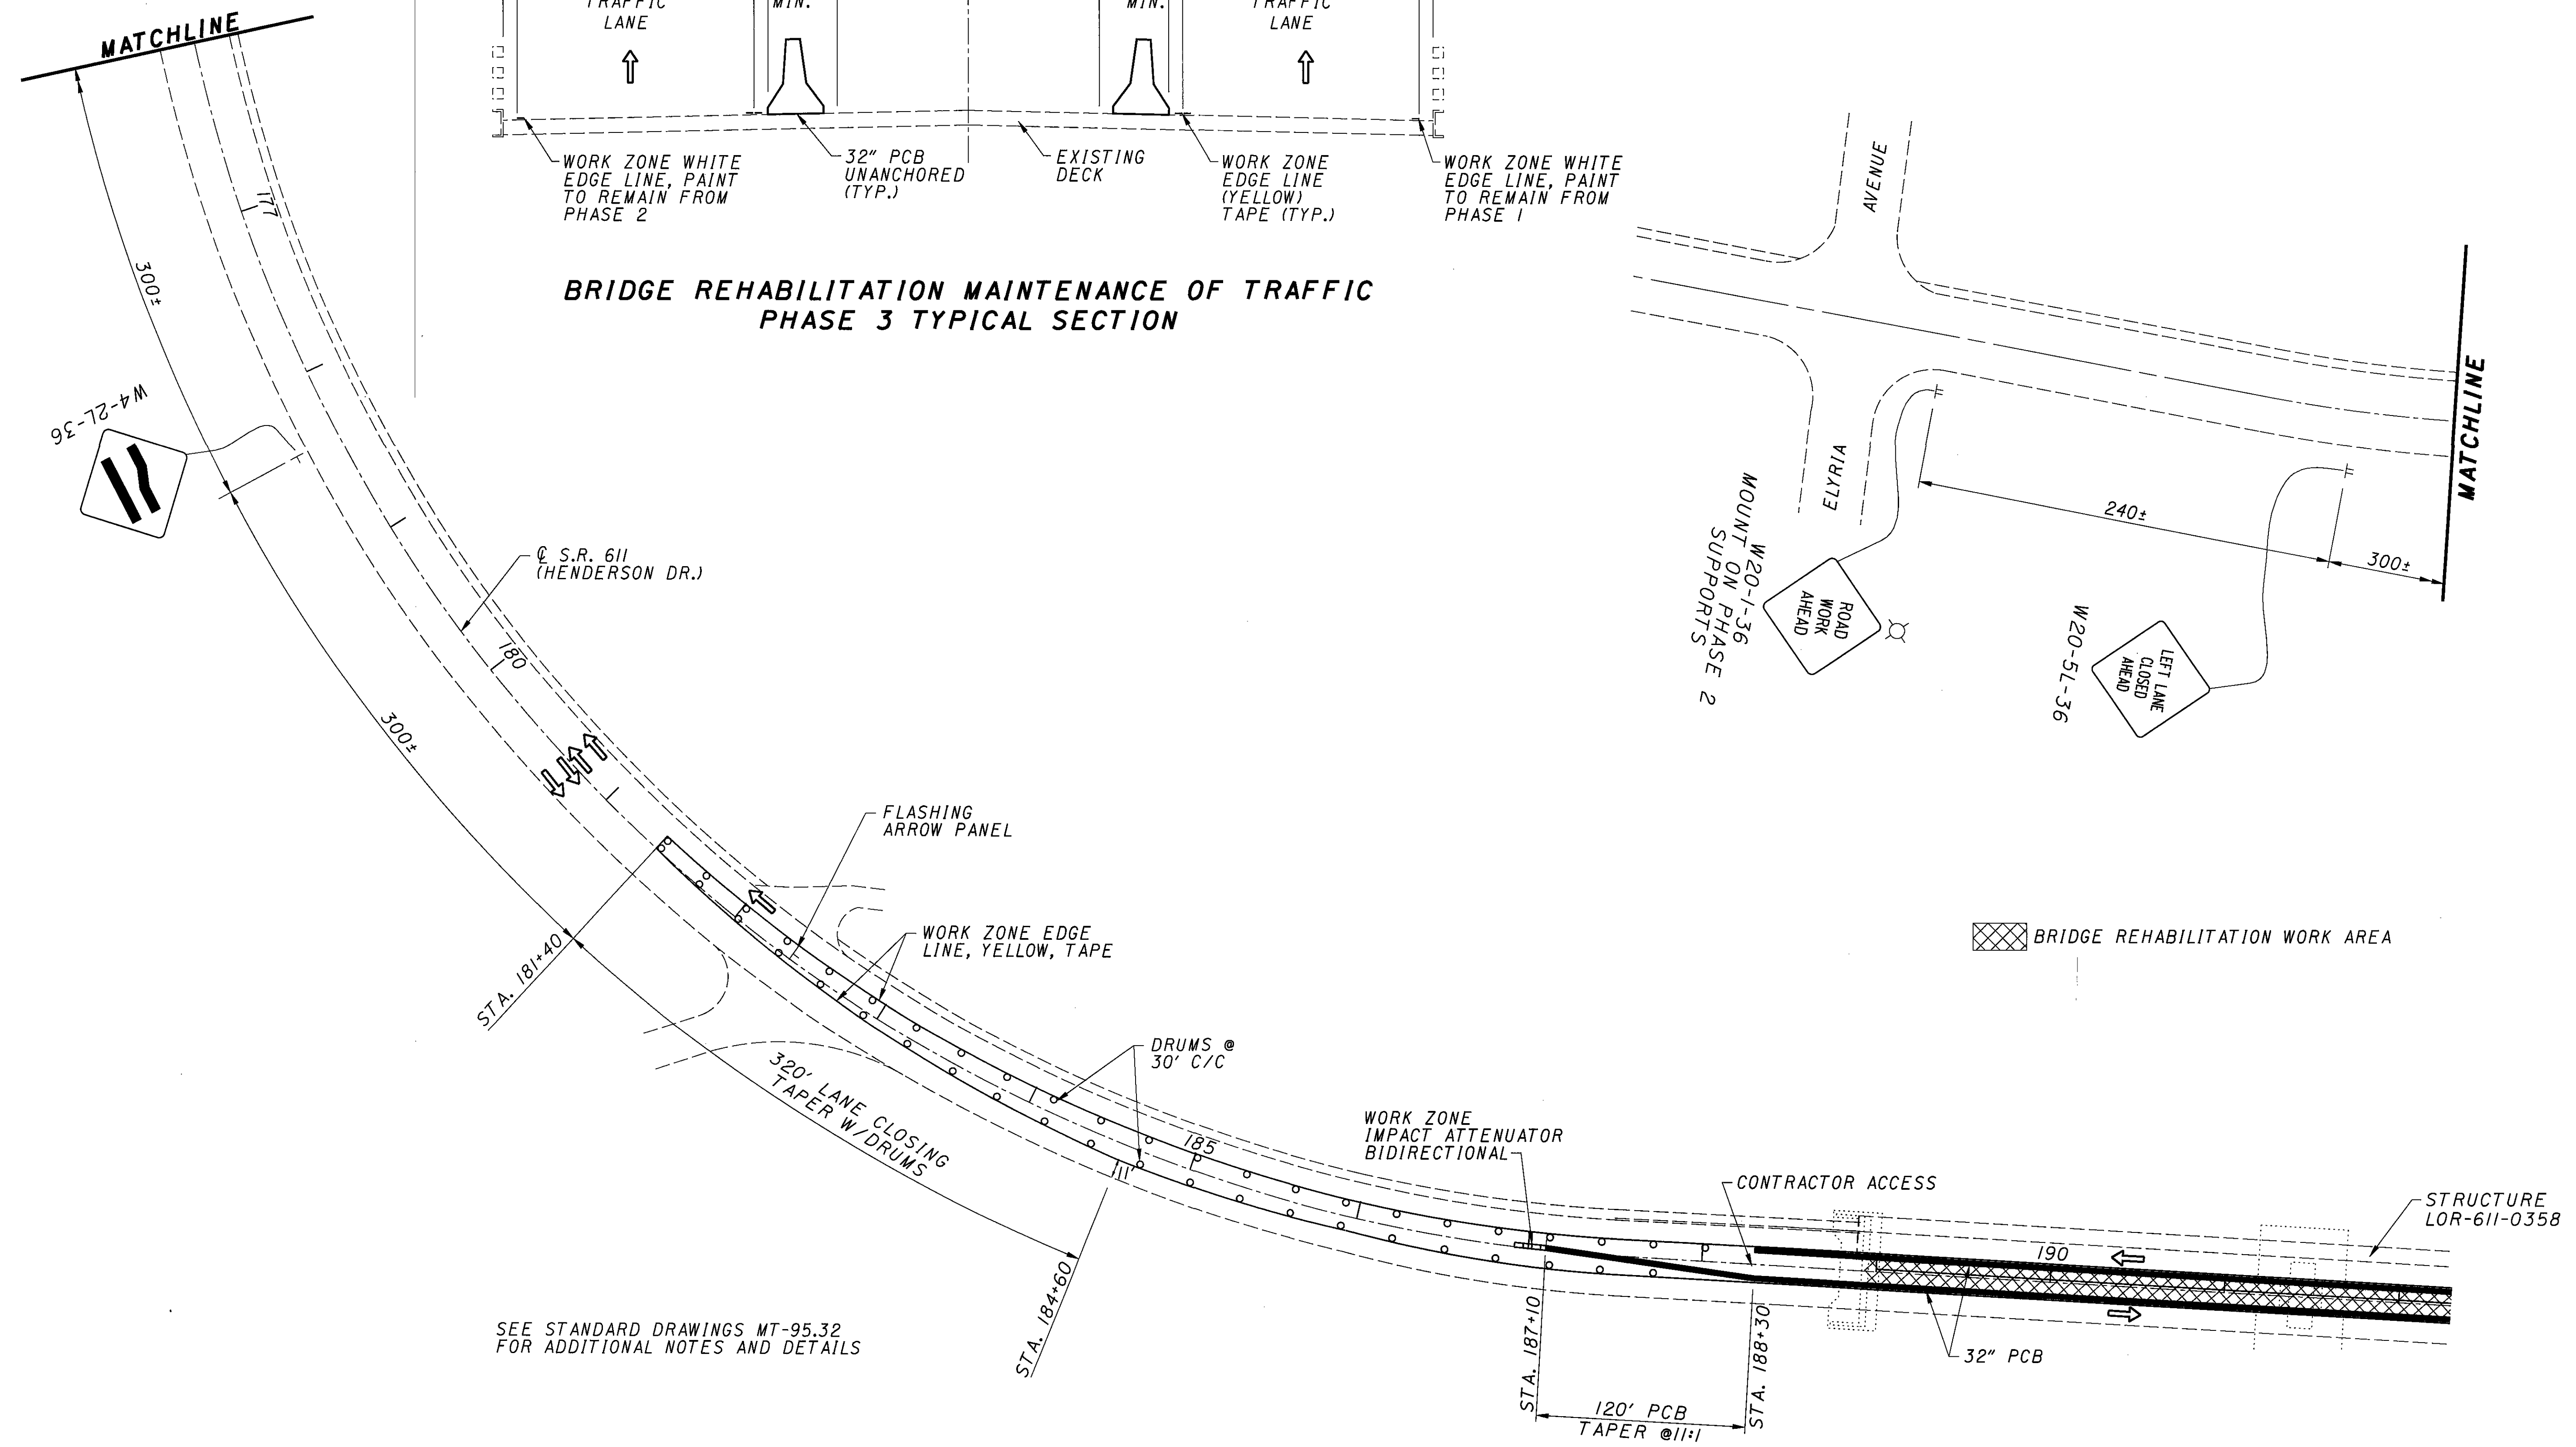 TRAFFIC
LANE
MIN.
MIN.
TRAFFIC
LANE
MATCHLINE
WORK ZONE WHITE
EDGE LINE, PAINT
TO REMAIN FROM
PHASE 2
32" PCB
UNANCHORED
(TYP.)
EXISTING
DECK
WORK ZONE
EDGE LINE
(YELLOW)
TAPE (TYP.)
WORK ZONE WHITE
EDGE LINE, PAINT
TO REMAIN FROM
PHASE 1
BRIDGE REHABILITATION MAINTENANCE OF TRAFFIC
PHASE 3 TYPICAL SECTION
177
300±
W4-2L-36
℄ S.R. 611
(HENDERSON DR.)
180
300±
AVENUE
ELYRIA
MATCHLINE
240±
300±
W20-1-36
MOUNT ON PHASE 2
SUPPORTS
ROAD
WORK
AHEAD
W20-5L-36
LEFT LANE
CLOSED
AHEAD
FLASHING
ARROW PANEL
WORK ZONE EDGE
LINE, YELLOW, TAPE
STA. 181+40
BRIDGE REHABILITATION WORK AREA
DRUMS @
30' C/C
320' LANE CLOSING
TAPER W/DRUMS
185
11'
STA. 184+60
WORK ZONE
IMPACT ATTENUATOR
BIDIRECTIONAL
CONTRACTOR ACCESS
STRUCTURE
LOR-611-0358
190
32" PCB
STA. 187+10
STA. 188+30
120' PCB
TAPER @11:1
SEE STANDARD DRAWINGS MT-95.32
FOR ADDITIONAL NOTES AND DETAILS